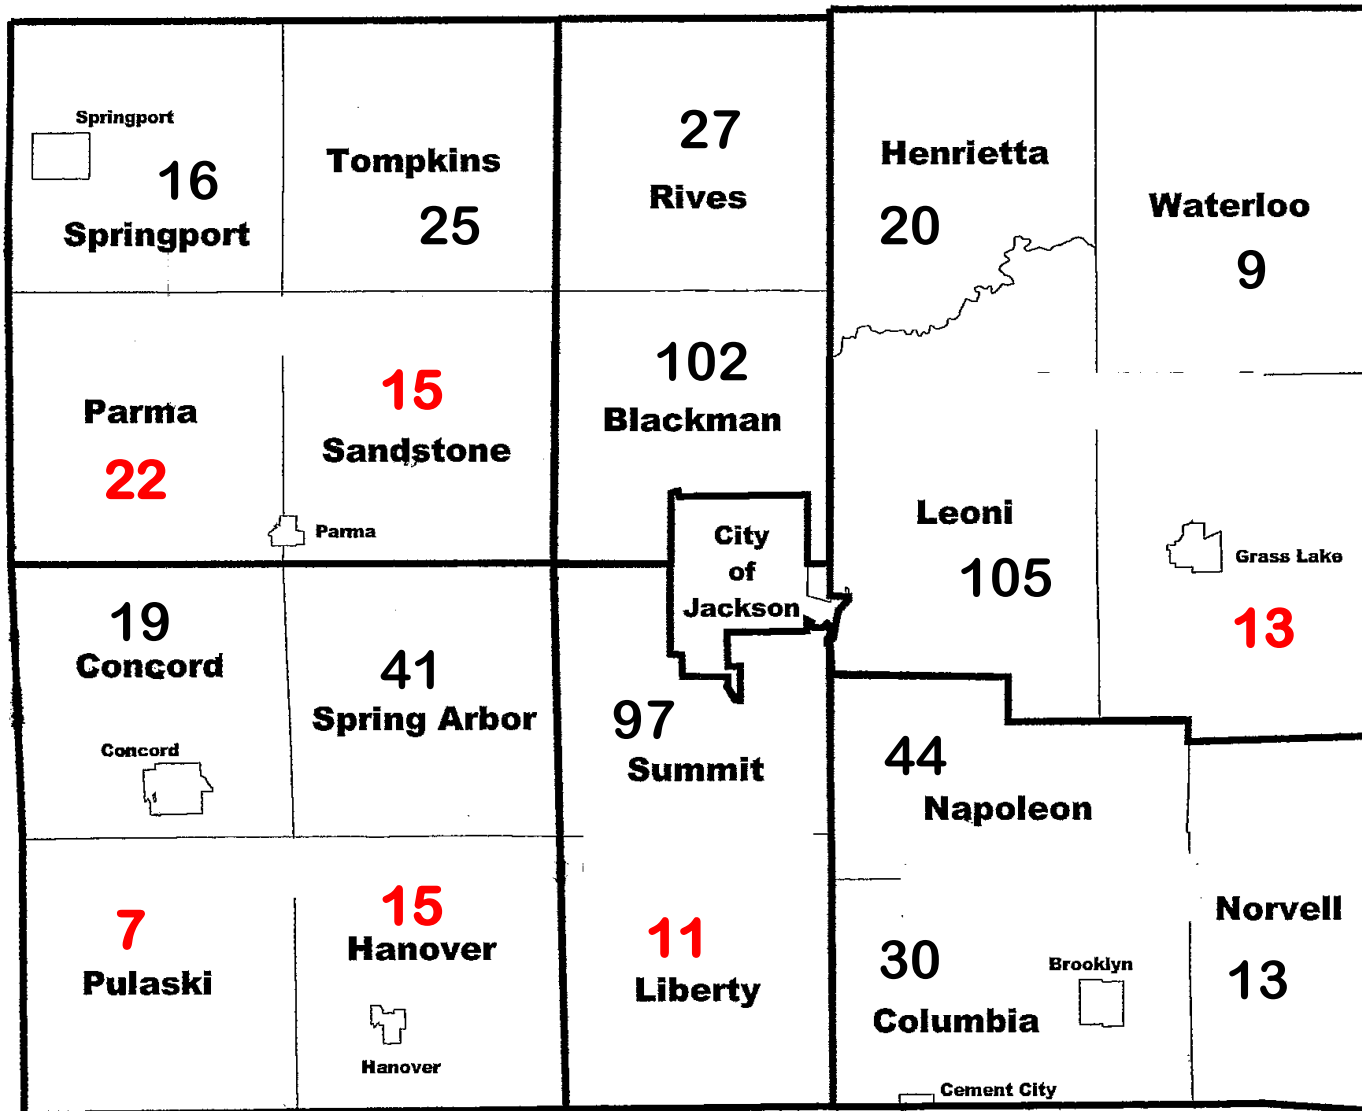 Springport
16
Springport
Tompkins
25
27
Rives
Henrietta
20
Waterloo
9
Parma
22
15
Sandstone
Parma
102
Blackman
City
of
Jackson
Leoni
105
Grass Lake
13
19
Concord
Concord
41
Spring Arbor
97
Summit
44
Napoleon
7
Pulaski
15
Hanover
Hanover
11
Liberty
30
Columbia
Brooklyn
Cement City
Norvell
13